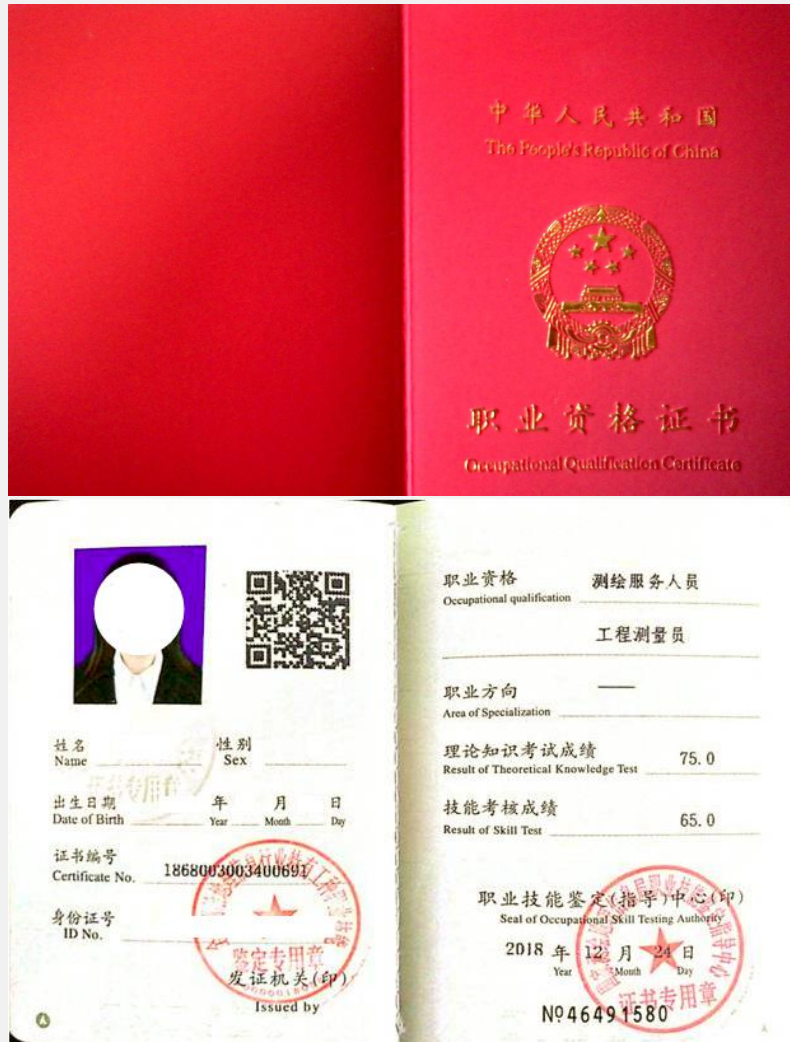 中华人民共和国
The People's Republic of China
职业资格证书
Occupational Qualification Certificate
姓名 性别
Name Sex
出生日期 年 月 日
Date of Birth Year Month Day
证书编号
Certificate No. 1868003003400691
身份证号
ID No.
鉴定专用章
发证机关(印)
Issued by
职业资格 测绘服务人员
Occupational qualification
工程测量员
职业方向 ——
Area of Specialization
理论知识考试成绩 75.0
Result of Theoretical Knowledge Test
技能考核成绩 65.0
Result of Skill Test
职业技能鉴定(指导)中心(印)
Seal of Occupational Skill Testing Authority
2018 年 12 月 24 日
Year Month Day
证书专用章
№46491580